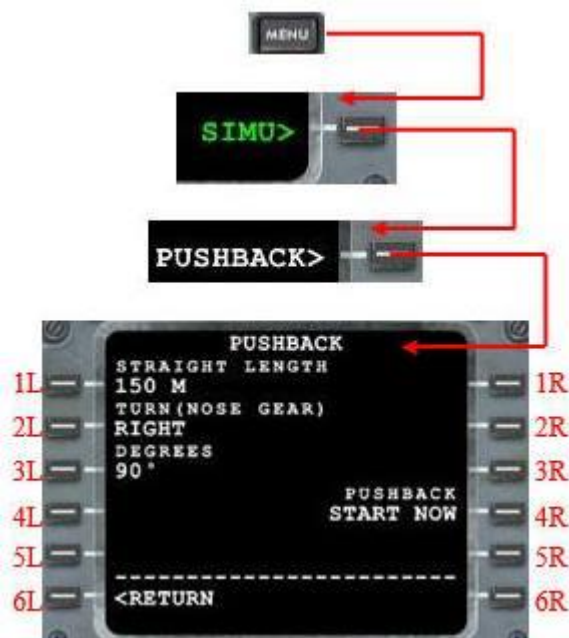 MENU
SIMU>
PUSHBACK>
PUSHBACK
STRAIGHT LENGTH
1L 150 M 1R
TURN(NOSE GEAR)
2L RIGHT 2R
DEGREES
3L 90° 3R
PUSHBACK
4L START NOW 4R
5L 5R
------------------------
6L <RETURN 6R